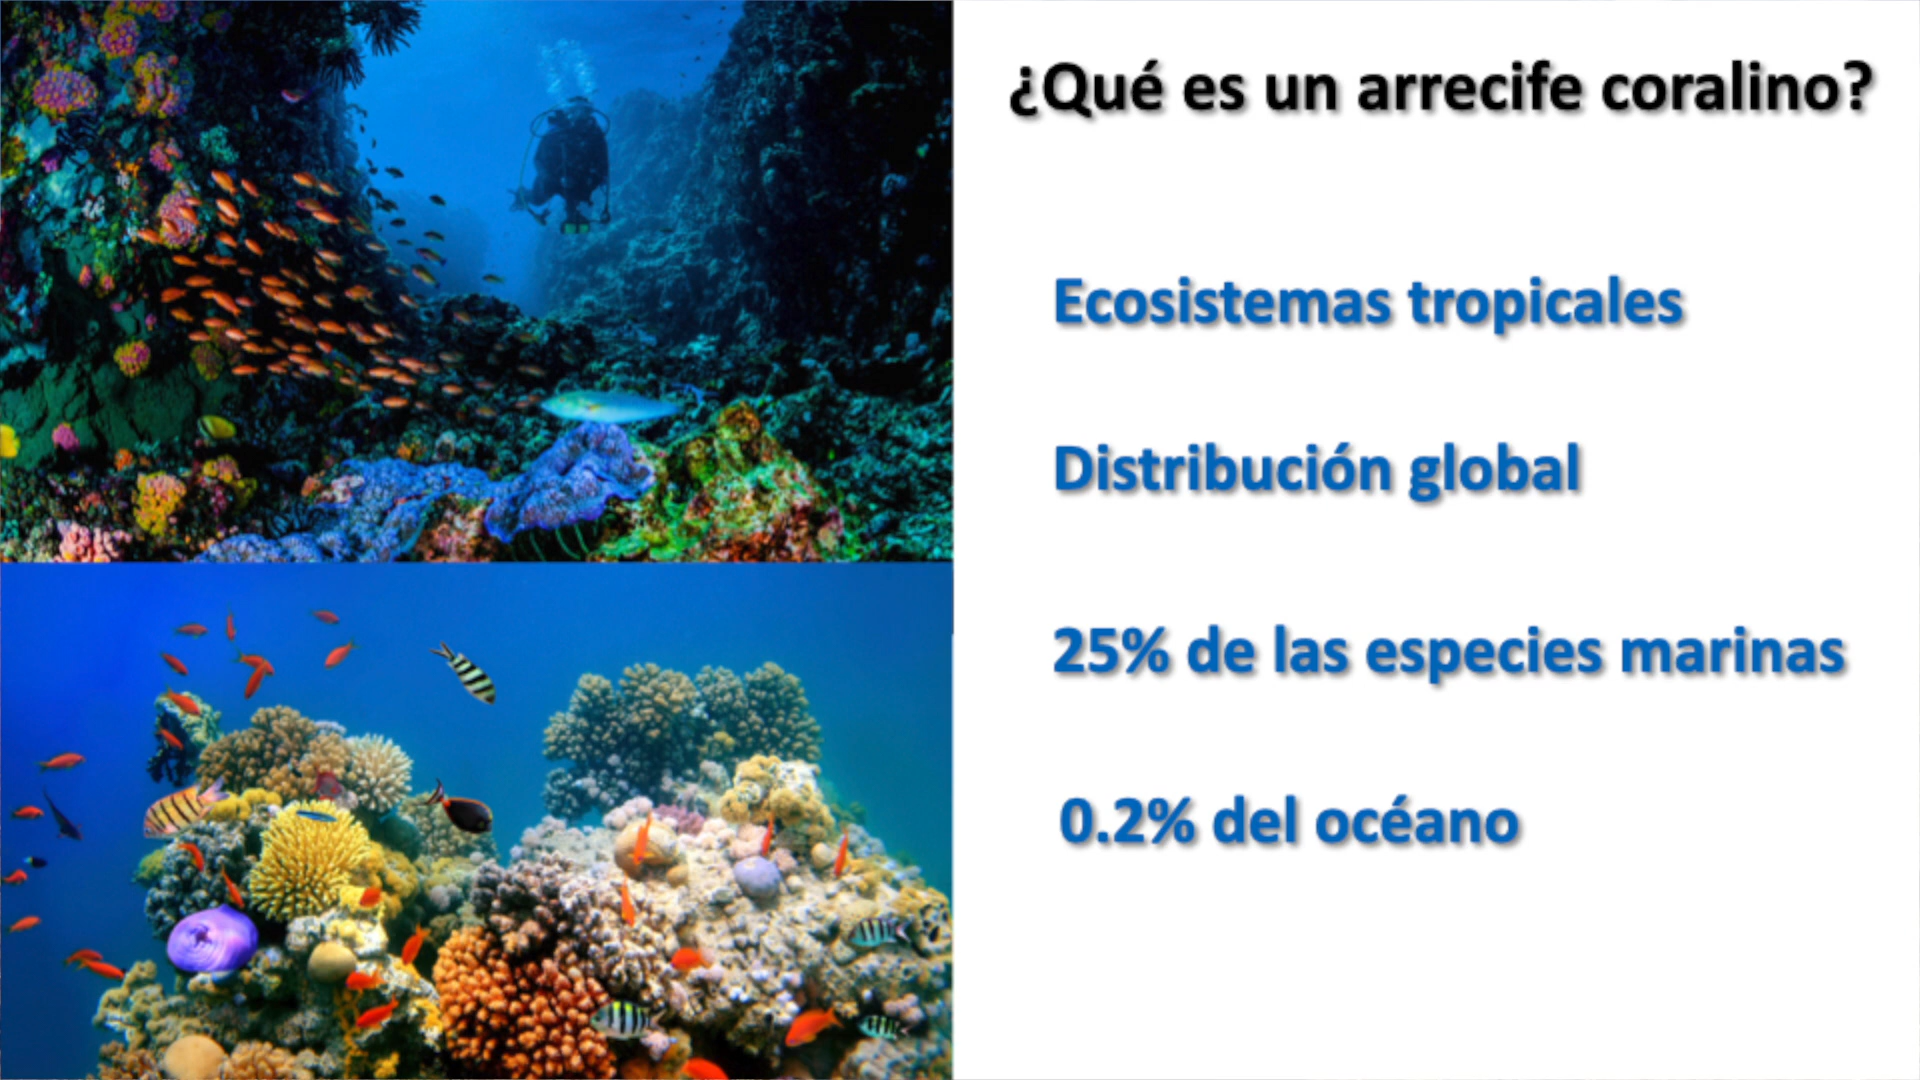 ¿Qué es un arrecife coralino?
Ecosistemas tropicales
Distribución global
25% de las especies marinas
0.2% del océano